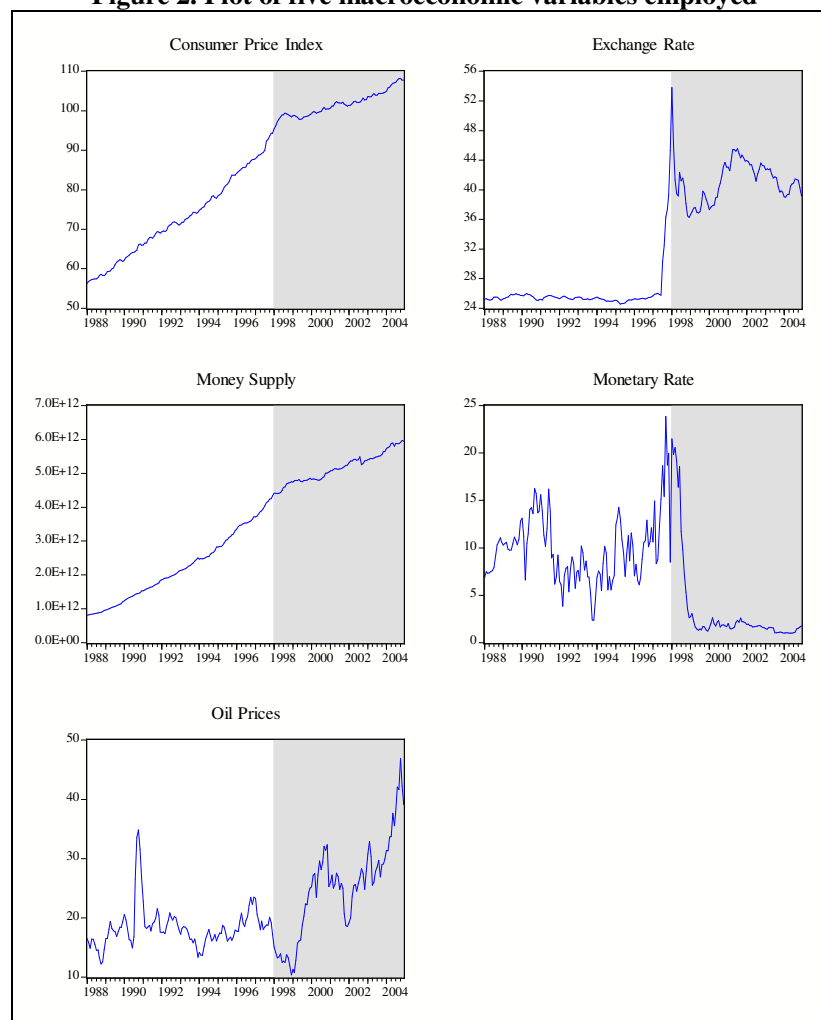 Figure 2. Plot of five macroeconomic variables employed
Consumer Price Index
110
100
90
80
70
60
50
1988 1990 1992 1994 1996 1998 2000 2002 2004
Exchange Rate
56
52
48
44
40
36
32
28
24
1988 1990 1992 1994 1996 1998 2000 2002 2004
Money Supply
7.0E+12
6.0E+12
5.0E+12
4.0E+12
3.0E+12
2.0E+12
1.0E+12
0.0E+00
1988 1990 1992 1994 1996 1998 2000 2002 2004
Monetary Rate
25
20
15
10
5
0
1988 1990 1992 1994 1996 1998 2000 2002 2004
Oil Prices
50
40
30
20
10
1988 1990 1992 1994 1996 1998 2000 2002 2004